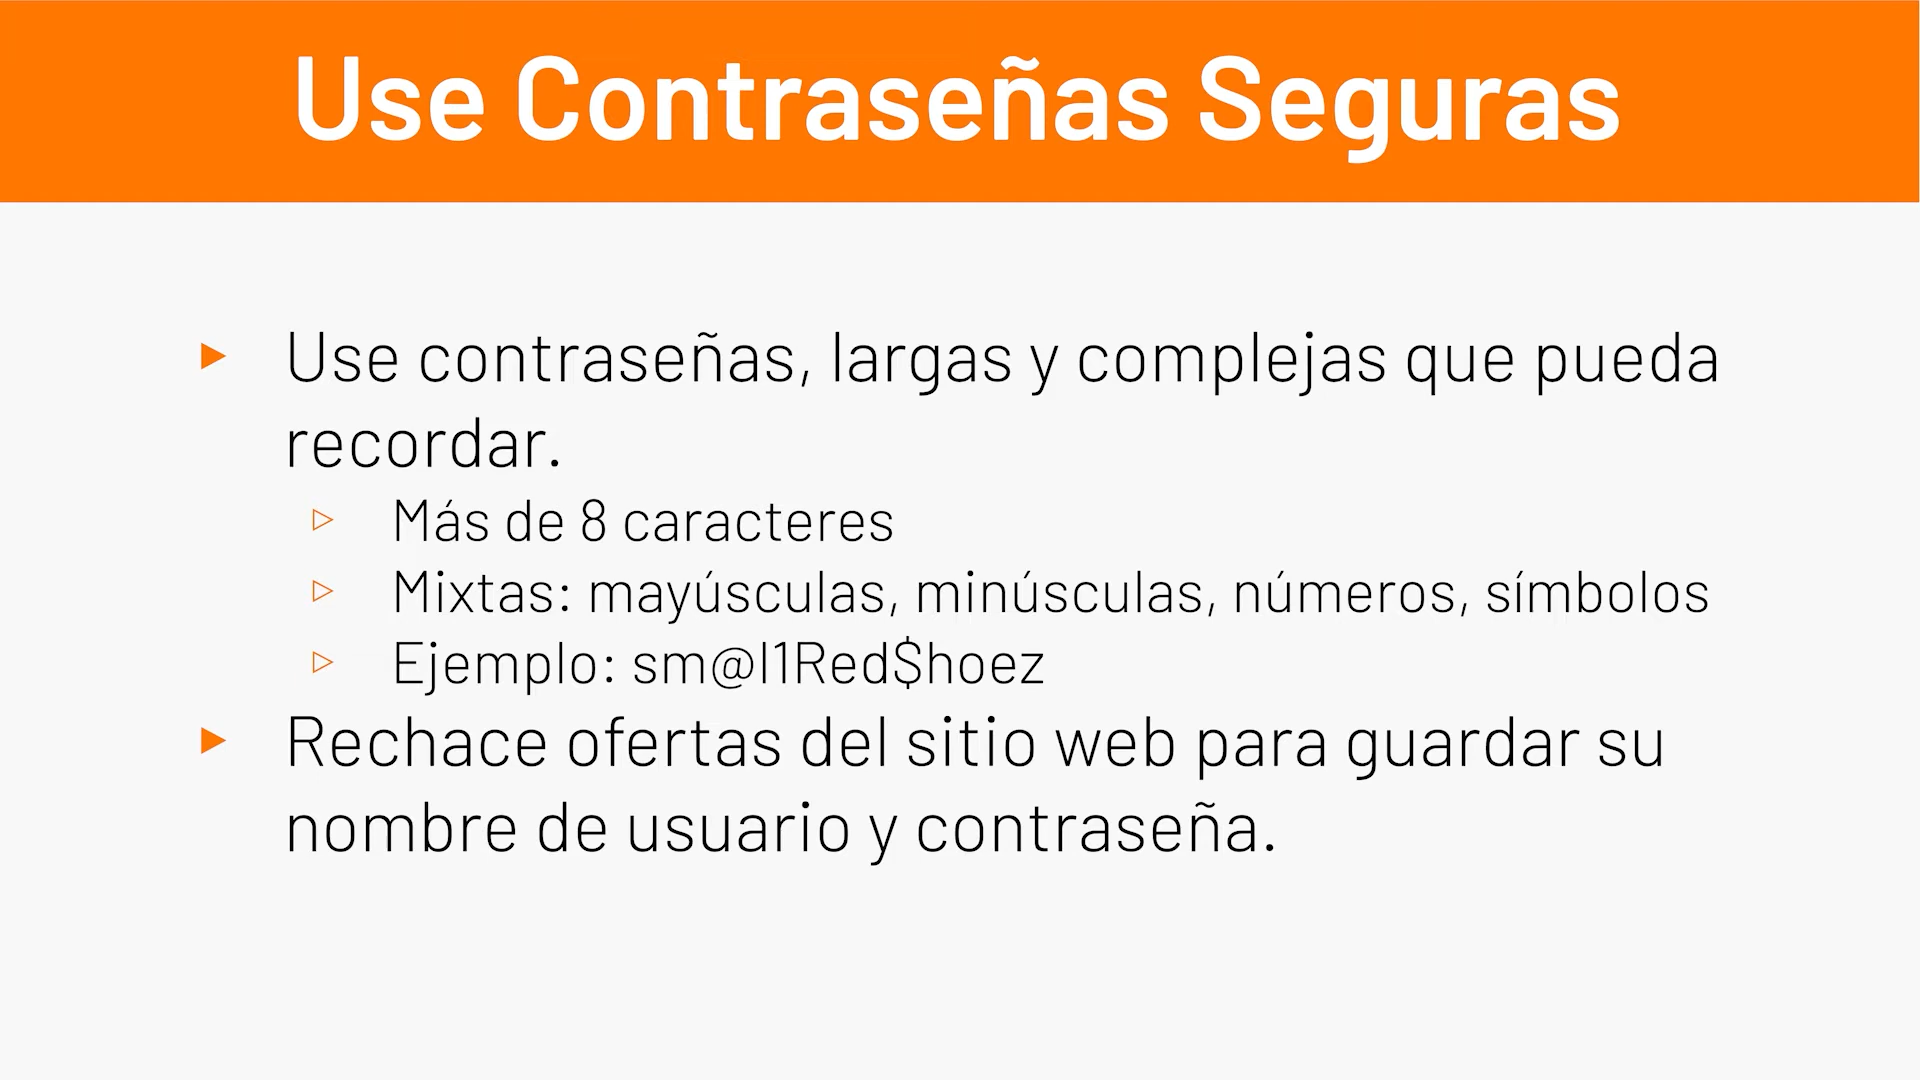 Use Contraseñas Seguras
Use contraseñas, largas y complejas que pueda
recordar.
Más de 8 caracteres
Mixtas: mayúsculas, minúsculas, números, símbolos
Ejemplo: sm@l1Red$hoez
Rechace ofertas del sitio web para guardar su
nombre de usuario y contraseña.